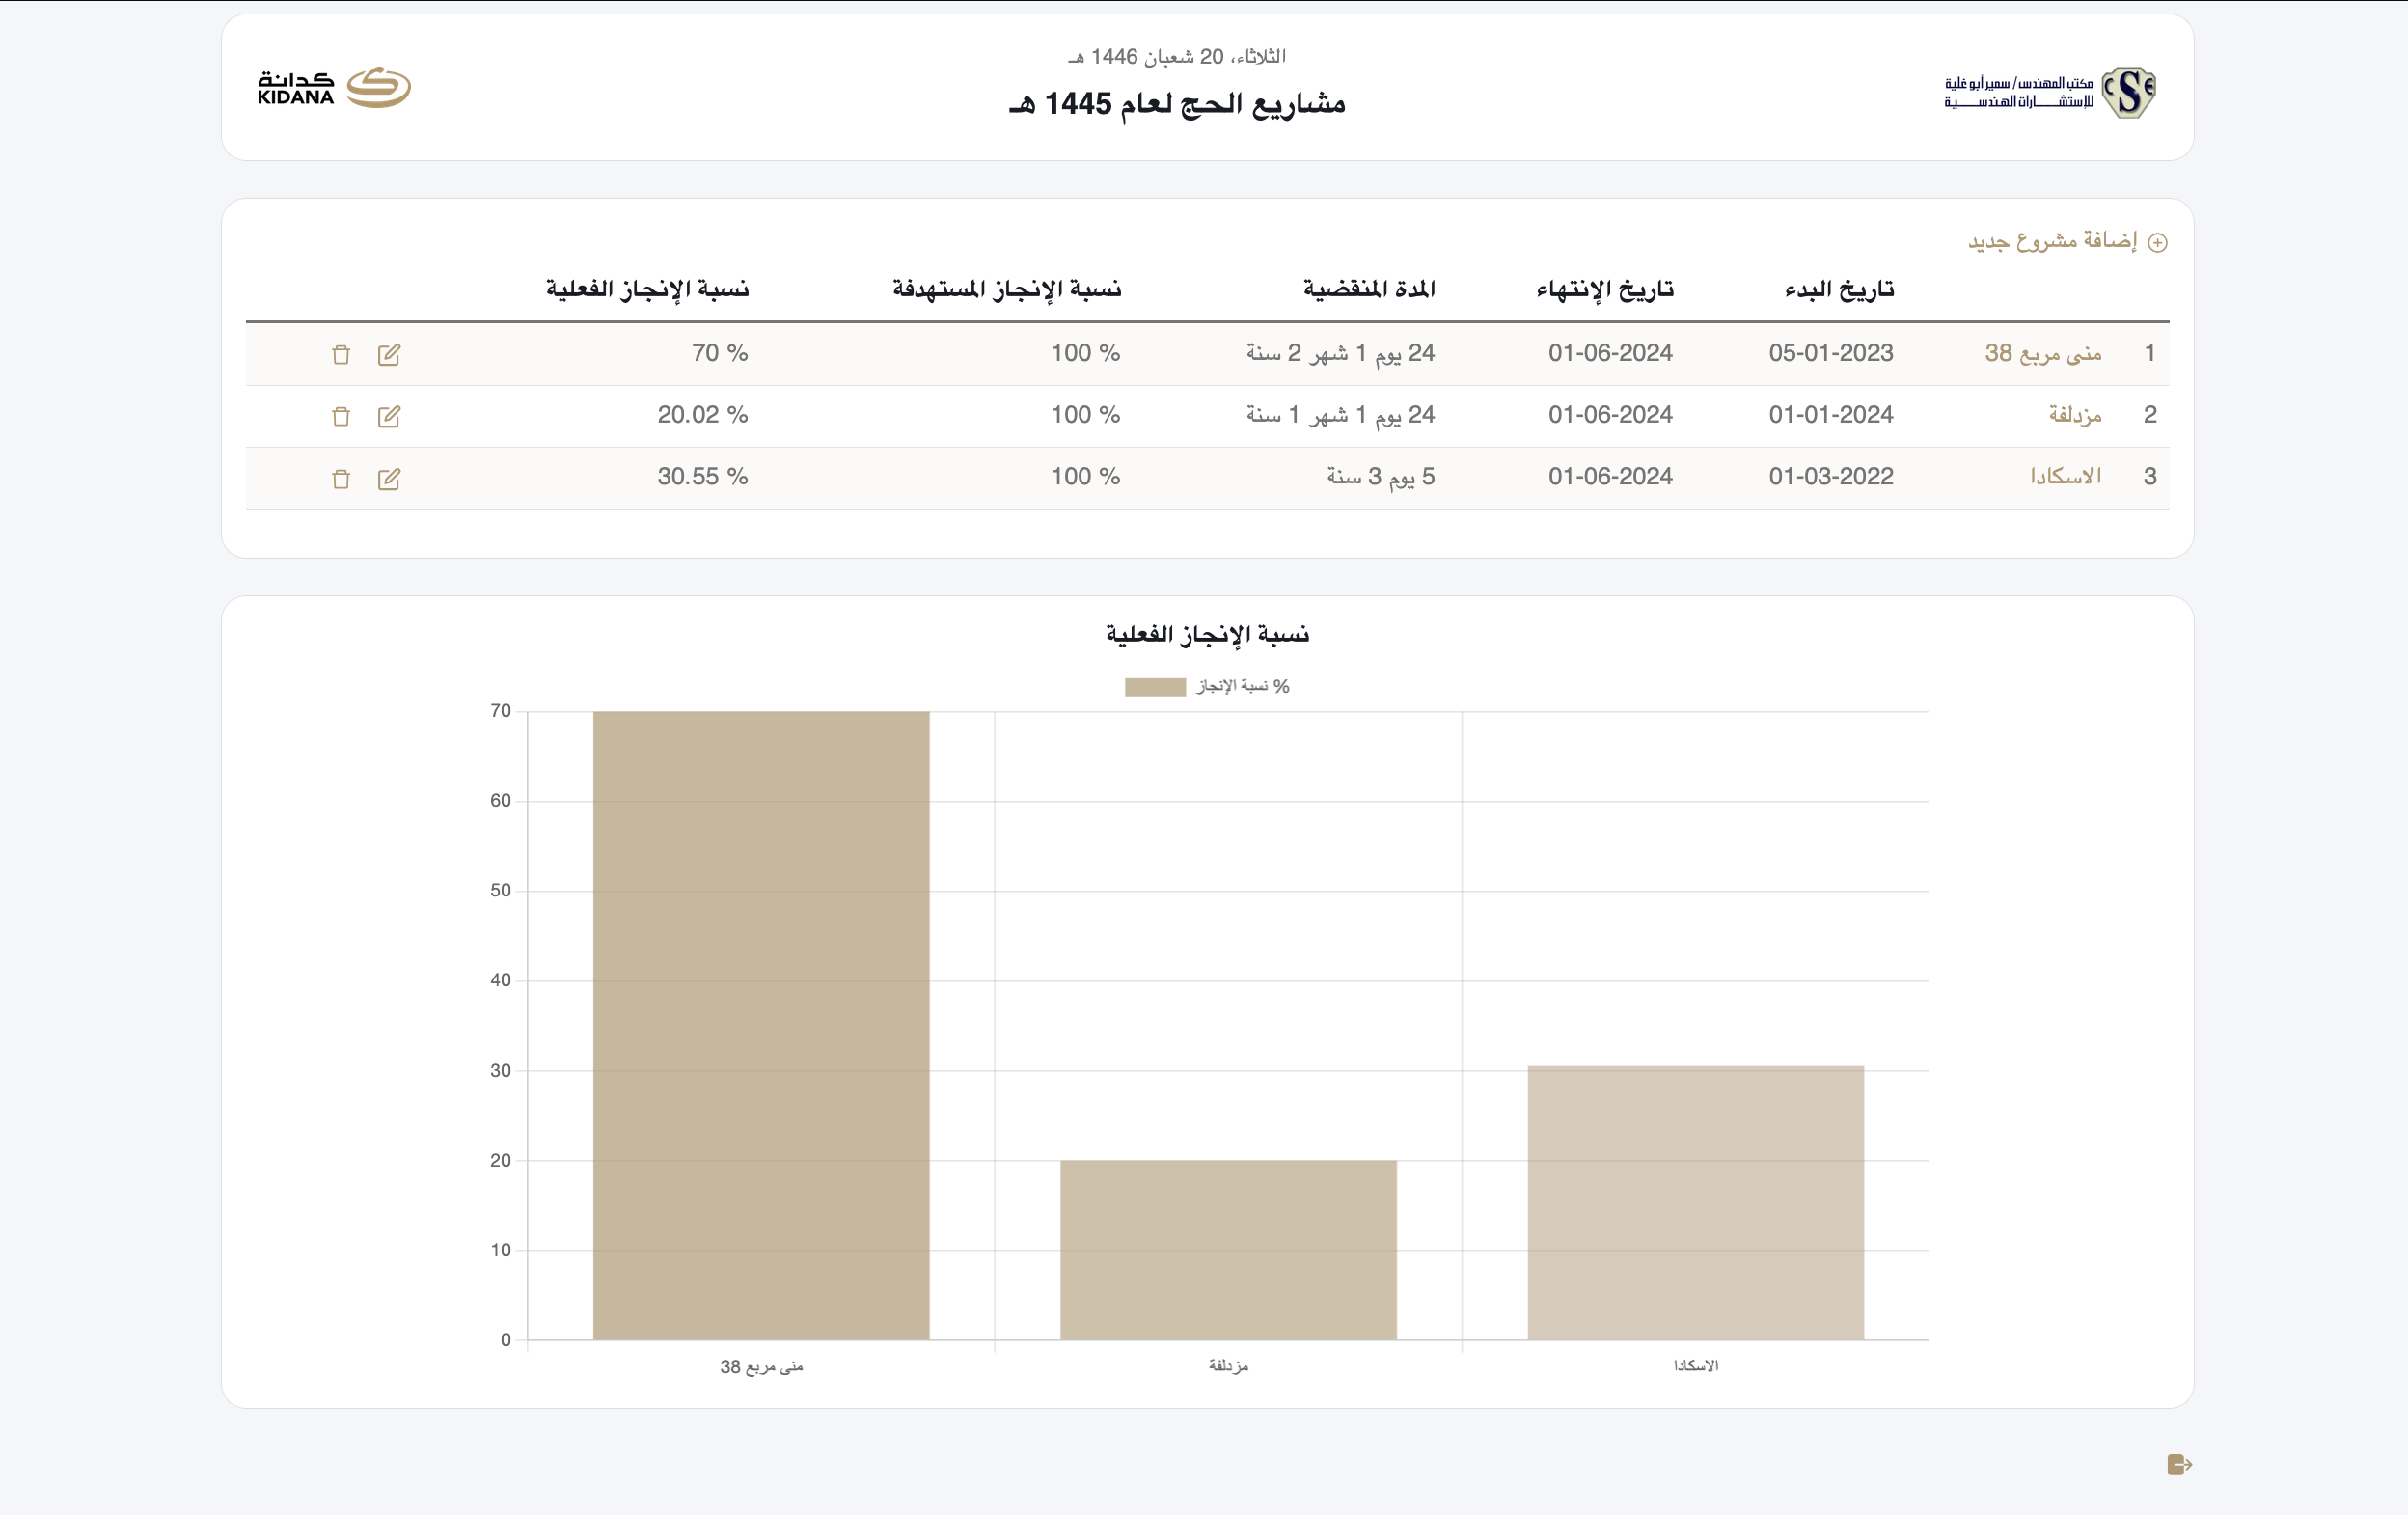 مكتب المهندس / سمير أبو غلية
للإستشـــــارات الهندســـــية
CSE
الثلاثاء، 20 شعبان 1446 هـ
مشاريع الحج لعام 1445 هـ
كدانة
KIDANA
إضافة مشروع جديد
تاريخ البدء تاريخ الإنتهاء المدة المنقضية نسبة الإنجاز المستهدفة نسبة الإنجاز الفعلية
1 منى مربع 38 05-01-2023 01-06-2024 24 يوم 1 شهر 2 سنة 100 % 70 %
2 مزدلفة 01-01-2024 01-06-2024 24 يوم 1 شهر 1 سنة 100 % 20.02 %
3 الاسكادا 01-03-2022 01-06-2024 5 يوم 3 سنة 100 % 30.55 %
نسبة الإنجاز الفعلية
% نسبة الإنجاز
70
60
50
40
30
20
10
0
منى مربع 38
مزدلفة
الاسكادا